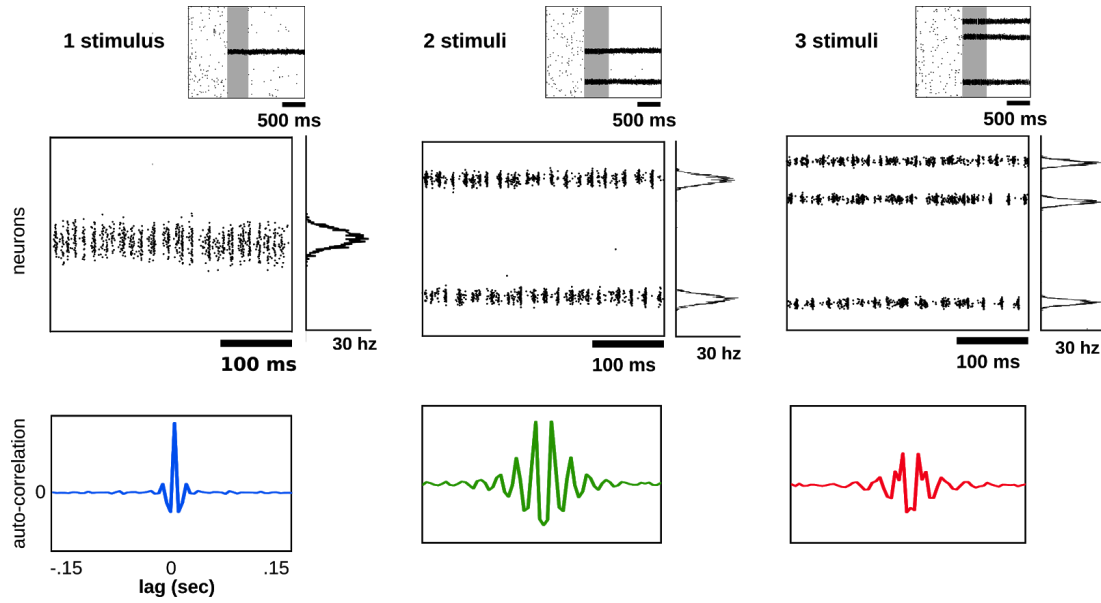 1 stimulus
2 stimuli
3 stimuli
500 ms
500 ms
500 ms
neurons
30 hz
30 hz
30 hz
100 ms
100 ms
100 ms
auto-correlation
0
-.15
0
.15
lag (sec)